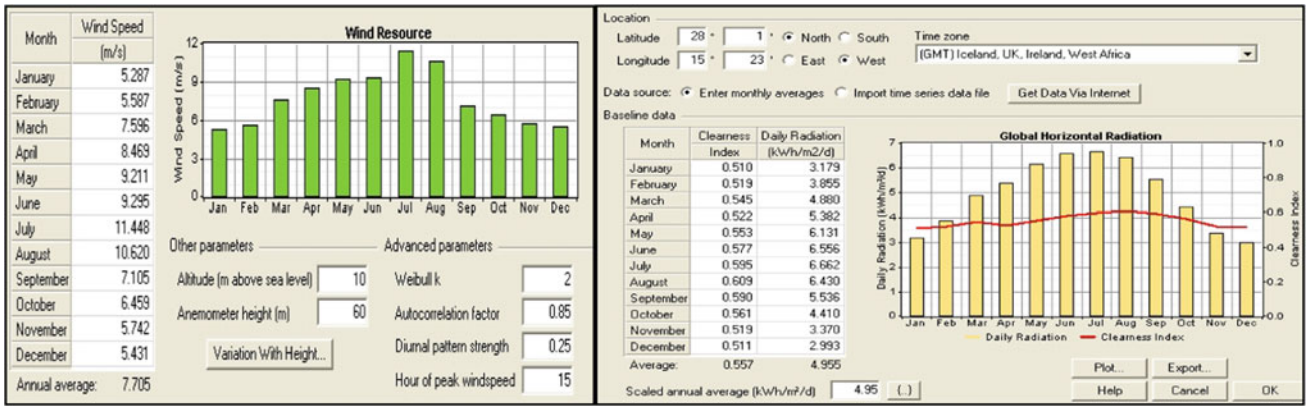 Month Wind Speed
(m/s)
January 5.287
February 5.587
March 7.596
April 8.469
May 9.211
June 9.295
July 11.448
August 10.620
September 7.105
October 6.459
November 5.742
December 5.431
Annual average: 7.705
Wind Resource
Wind Speed (m/s)
12
9
6
3
0
Jan Feb Mar Apr May Jun Jul Aug Sep Oct Nov Dec
Other parameters
Altitude (m above sea level) 10
Anemometer height (m) 60
Variation With Height...
Advanced parameters
Weibull k 2
Autocorrelation factor 0.85
Diurnal pattern strength 0.25
Hour of peak windspeed 15
Location
Latitude 28 ° 1 ' North South
Longitude 15 ° 23 ' East West
Time zone
(GMT) Iceland, UK, Ireland, West Africa
Data source: Enter monthly averages Import time series data file Get Data Via Internet
Baseline data
Month Clearness Daily Radiation
Index (kWh/m2/d)
January 0.510 3.179
February 0.519 3.855
March 0.545 4.880
April 0.522 5.382
May 0.553 6.131
June 0.577 6.556
July 0.595 6.662
August 0.609 6.430
September 0.590 5.536
October 0.561 4.410
November 0.519 3.370
December 0.511 2.993
Average: 0.557 4.955
Scaled annual average (kWh/m²/d) 4.95 {..}
Global Horizontal Radiation
Daily Radiation (kWh/m²/d)
7
6
5
4
3
2
1
0
Jan Feb Mar Apr May Jun Jul Aug Sep Oct Nov Dec
1.0
0.8
0.6
0.4
0.2
0.0
Clearness Index
Daily Radiation Clearness Index
Plot... Export...
Help Cancel OK